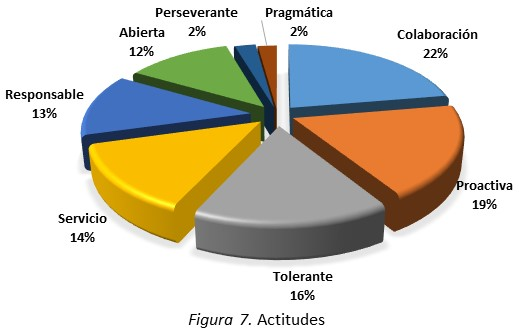 Perseverante
2%
Pragmática
2%
Colaboración
22%
Abierta
12%
Responsable
13%
Proactiva
19%
Servicio
14%
Tolerante
16%
Figura 7. Actitudes